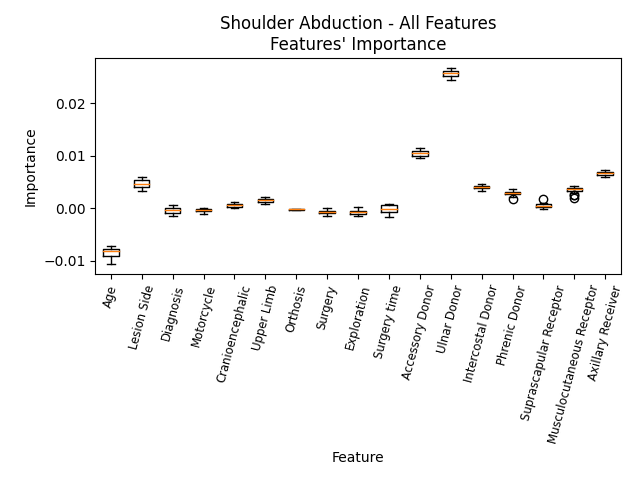 Shoulder Abduction - All Features
Features' Importance
Importance
0.02
0.01
0.00
−0.01
Age
Lesion Side
Diagnosis
Motorcycle
Cranioencephalic
Upper Limb
Orthosis
Surgery
Exploration
Surgery time
Accessory Donor
Ulnar Donor
Intercostal Donor
Phrenic Donor
Suprascapular Receptor
Musculocutaneous Receptor
Axillary Receiver
Feature